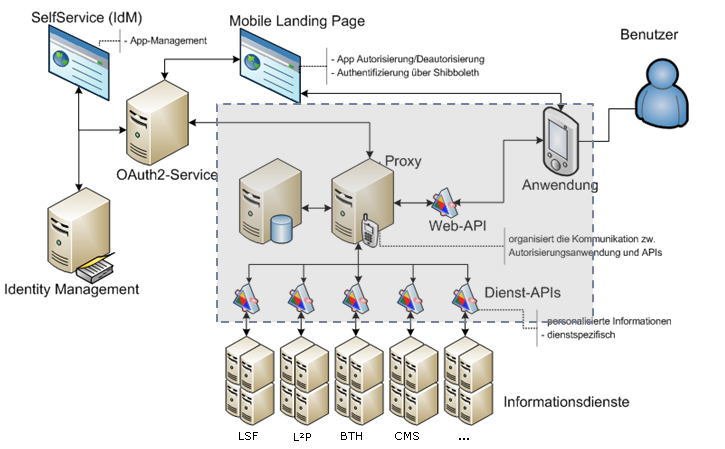 SelfService (IdM)
- App-Management
Mobile Landing Page
- App Autorisierung/Deautorisierung
- Authentifizierung über Shibboleth
Benutzer
OAuth2-Service
Proxy
Anwendung
Web-API
organisiert die Kommunikation zw.
Autorisierungsanwendung und APIs
Identity Management
Dienst-APIs
- personalisierte Informationen
- dienstspezifisch
Informationsdienste
LSF
L²P
BTH
CMS
...